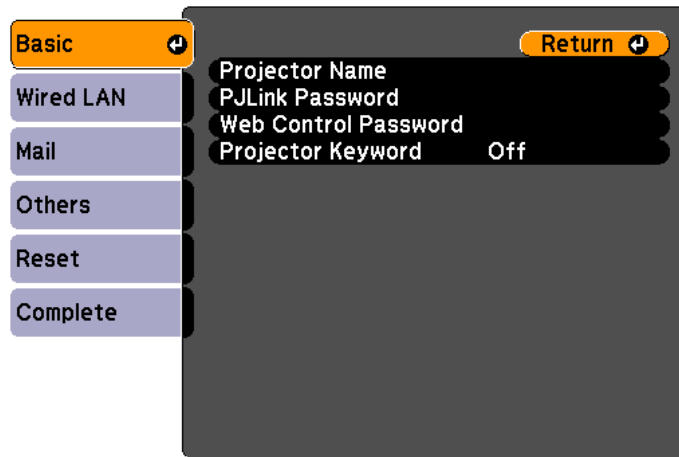 Basic
Wired LAN
Mail
Others
Reset
Complete
Return
Projector Name
PJLink Password
Web Control Password
Projector Keyword Off